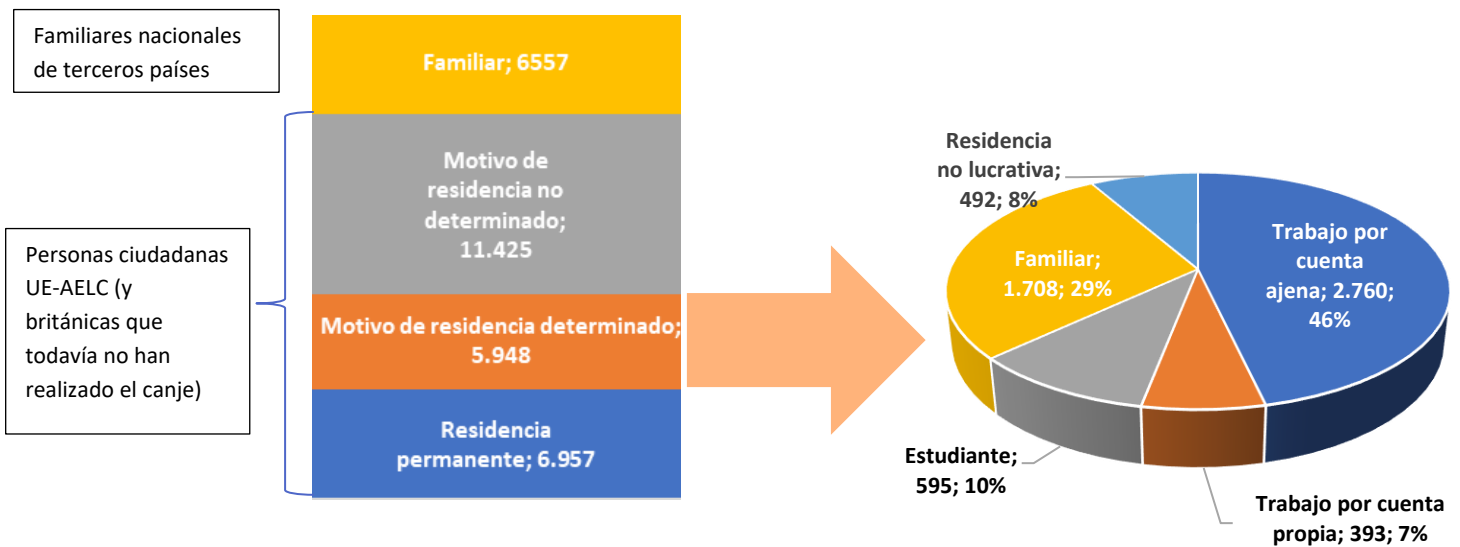 Familiares nacionales
de terceros países
Familiar; 6557
Motivo de
residencia no
determinado;
11.425
Personas ciudadanas
UE-AELC (y
británicas que
todavía no han
realizado el canje)
Motivo de residencia determinado;
5.948
Residencia
permanente; 6.957
Residencia
no lucrativa;
492; 8%
Trabajo por
cuenta
ajena; 2.760;
46%
Familiar;
1.708; 29%
Estudiante;
595; 10%
Trabajo por cuenta
propia; 393; 7%